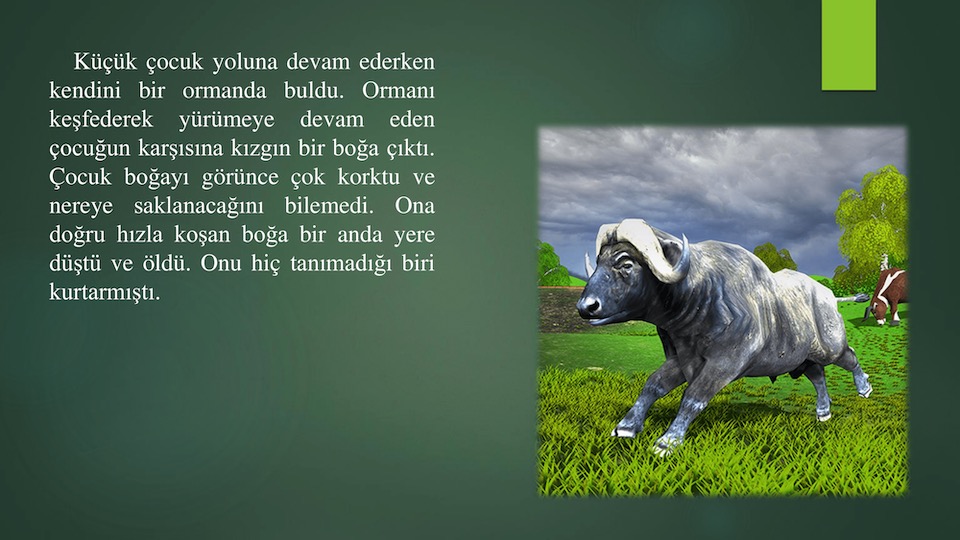 Küçük çocuk yoluna devam ederken
kendini bir ormanda buldu. Ormanı
keşfederek yürümeye devam eden
çocuğun karşısına kızgın bir boğa çıktı.
Çocuk boğayı görünce çok korktu ve
nereye saklanacağını bilemedi. Ona
doğru hızla koşan boğa bir anda yere
düştü ve öldü. Onu hiç tanımadığı biri
kurtarmıştı.